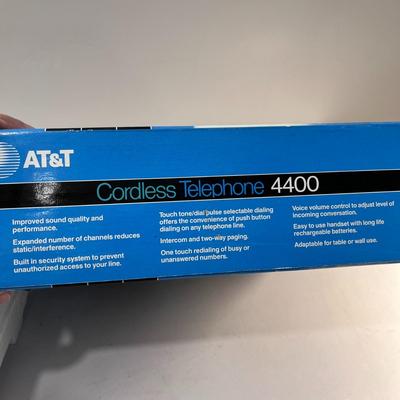 AT&T
Cordless Telephone 4400
Improved sound quality and
performance.
Expanded number of channels reduces
static/interference.
Built in security system to prevent
unauthorized access to your line.
Touch tone/dial pulse selectable dialing
offers the convenience of push button
dialing on any telephone line.
Intercom and two-way paging.
One touch redialing of busy or
unanswered numbers.
Voice volume control to adjust level of
incoming conversation.
Easy to use handset with long life
rechargeable batteries.
Adaptable for table or wall use.